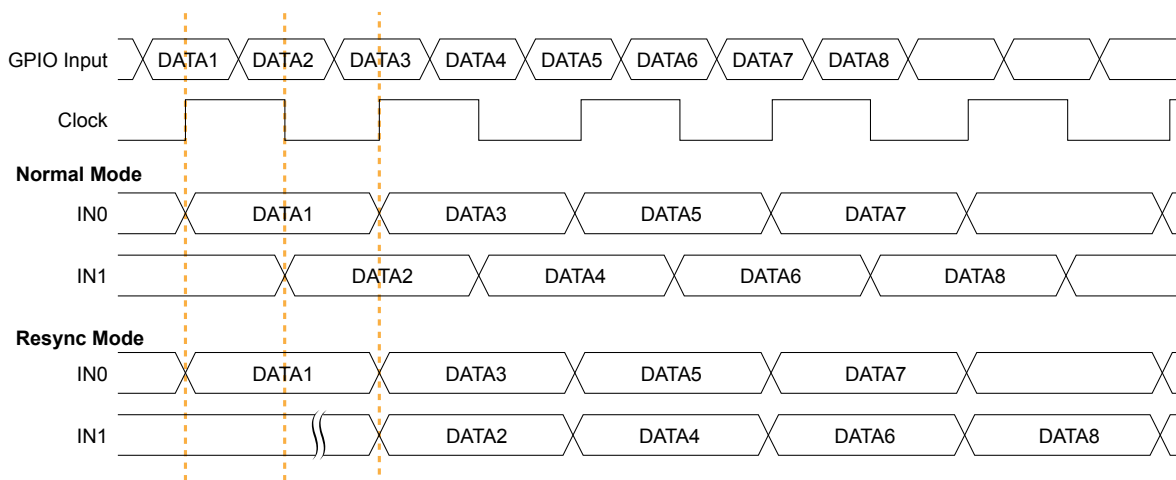 GPIO Input DATA1 DATA2 DATA3 DATA4 DATA5 DATA6 DATA7 DATA8
Clock
Normal Mode
IN0 DATA1 DATA3 DATA5 DATA7
IN1 DATA2 DATA4 DATA6 DATA8
Resync Mode
IN0 DATA1 DATA3 DATA5 DATA7
IN1 DATA2 DATA4 DATA6 DATA8